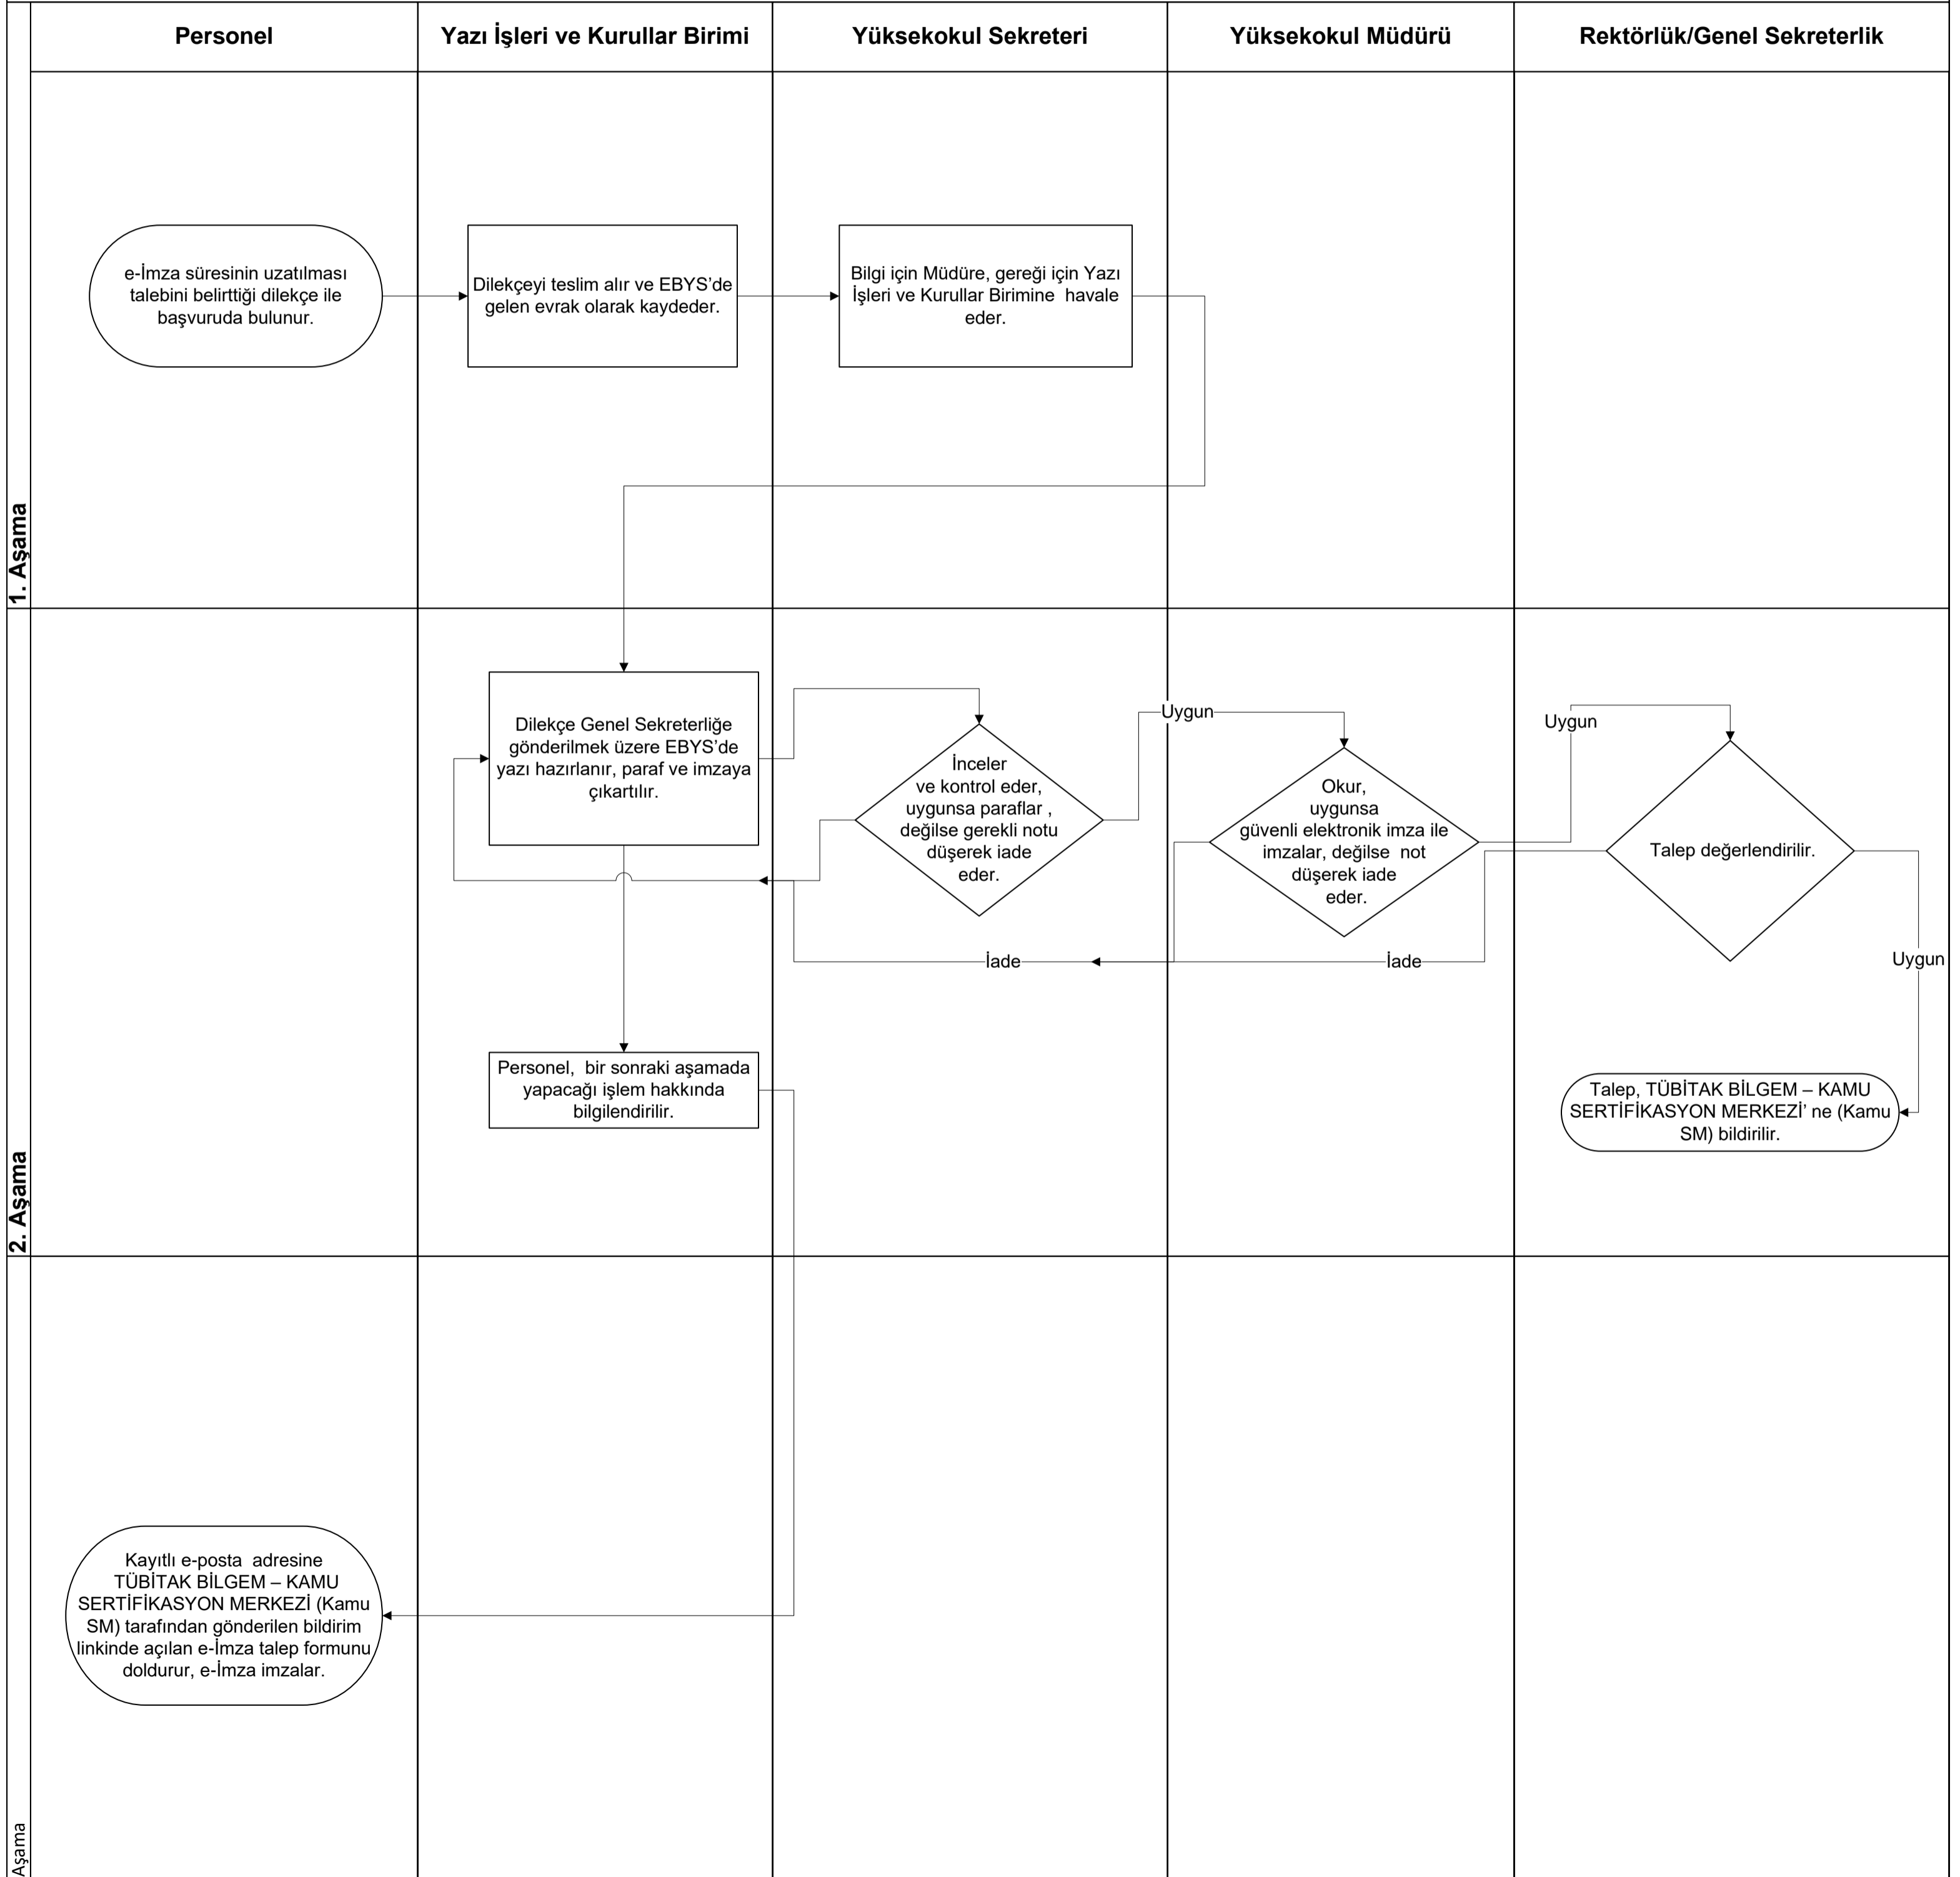 Personel
Yazı İşleri ve Kurullar Birimi
Yüksekokul Sekreteri
Yüksekokul Müdürü
Rektörlük/Genel Sekreterlik
1. Aşama
e-İmza süresinin uzatılması
talebini belirttiği dilekçe ile
başvuruda bulunur.
Dilekçeyi teslim alır ve EBYS’de
gelen evrak olarak kaydeder.
Bilgi için Müdüre, gereği için Yazı
İşleri ve Kurullar Birimine havale
eder.
2. Aşama
Dilekçe Genel Sekreterliğe
gönderilmek üzere EBYS’de
yazı hazırlanır, paraf ve imzaya
çıkartılır.
İnceler
ve kontrol eder,
uygunsa paraflar ,
değilse gerekli notu
düşerek iade
eder.
Uygun
Okur,
uygunsa
güvenli elektronik imza ile
imzalar, değilse not
düşerek iade
eder.
Uygun
Talep değerlendirilir.
İade
İade
Uygun
Personel, bir sonraki aşamada
yapacağı işlem hakkında
bilgilendirilir.
Talep, TÜBİTAK BİLGEM – KAMU
SERTİFİKASYON MERKEZİ’ ne (Kamu
SM) bildirilir.
Aşama
Kayıtlı e-posta adresine
TÜBİTAK BİLGEM – KAMU
SERTİFİKASYON MERKEZİ (Kamu
SM) tarafından gönderilen bildirim
linkinde açılan e-İmza talep formunu
doldurur, e-İmza imzalar.